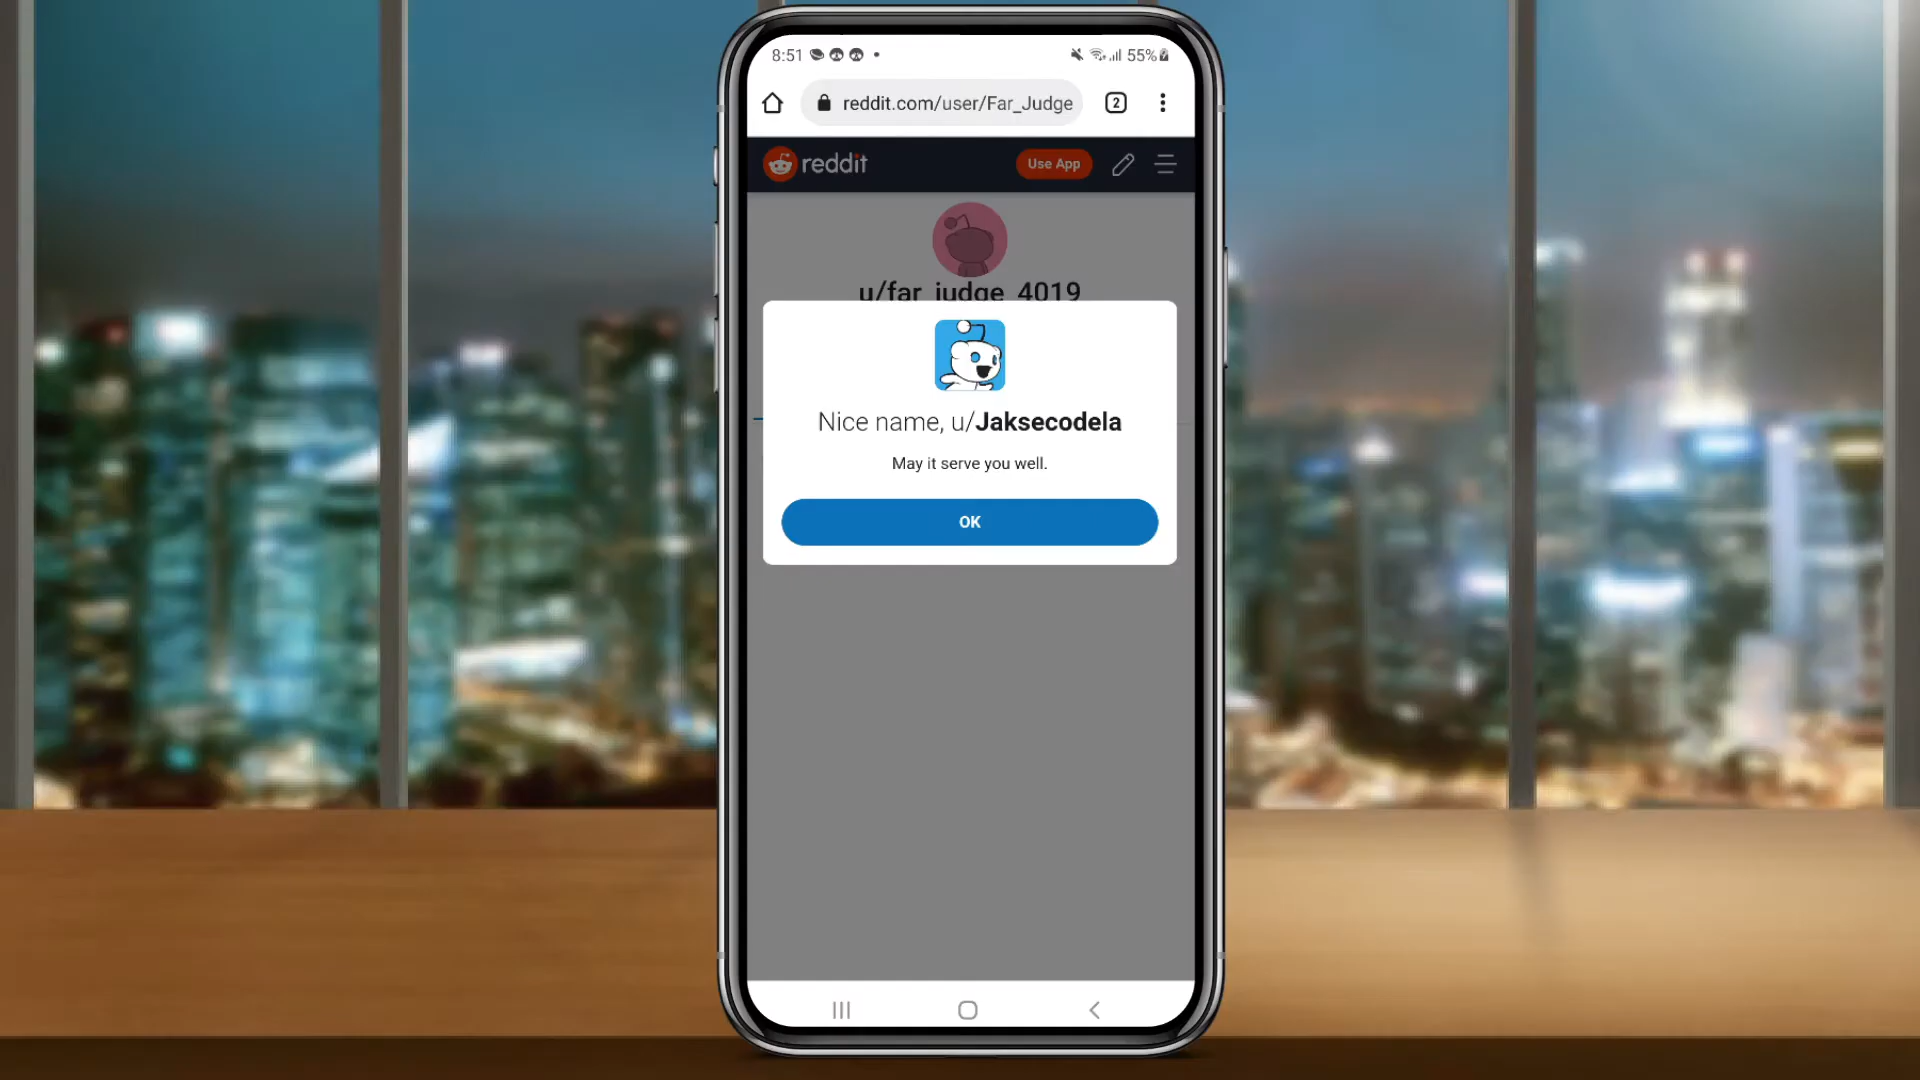 8:51
55%
reddit.com/user/Far_Judge
2
reddit
Use App
u/far_judge_4019
Nice name, u/Jaksecodela
May it serve you well.
OK